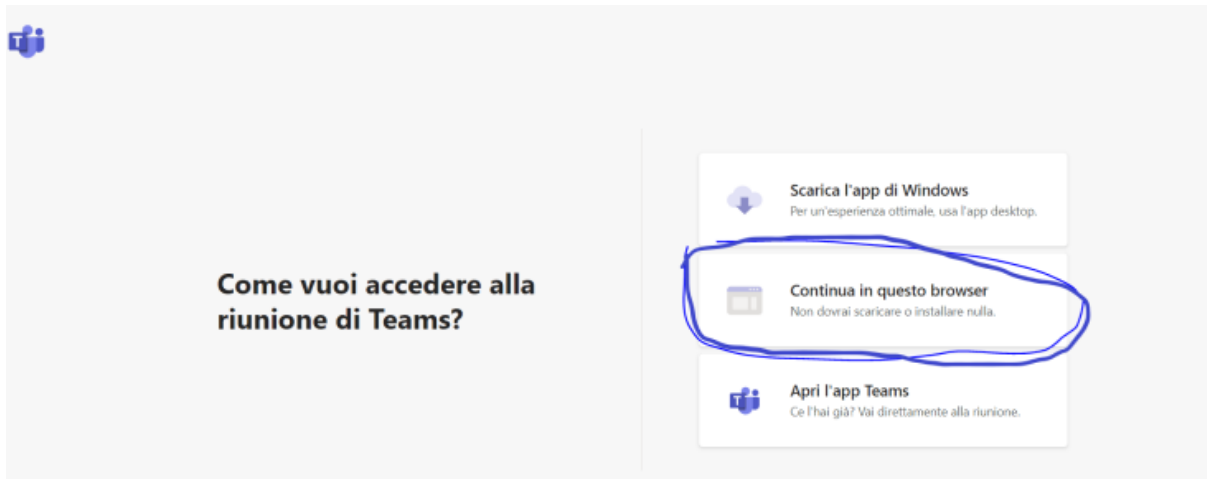 Come vuoi accedere alla
riunione di Teams?
Scarica l'app di Windows
Per un'esperienza ottimale, usa l'app desktop.
Continua in questo browser
Non dovrai scaricare o installare nulla.
Apri l'app Teams
Ce l'hai già? Vai direttamente alla riunione.